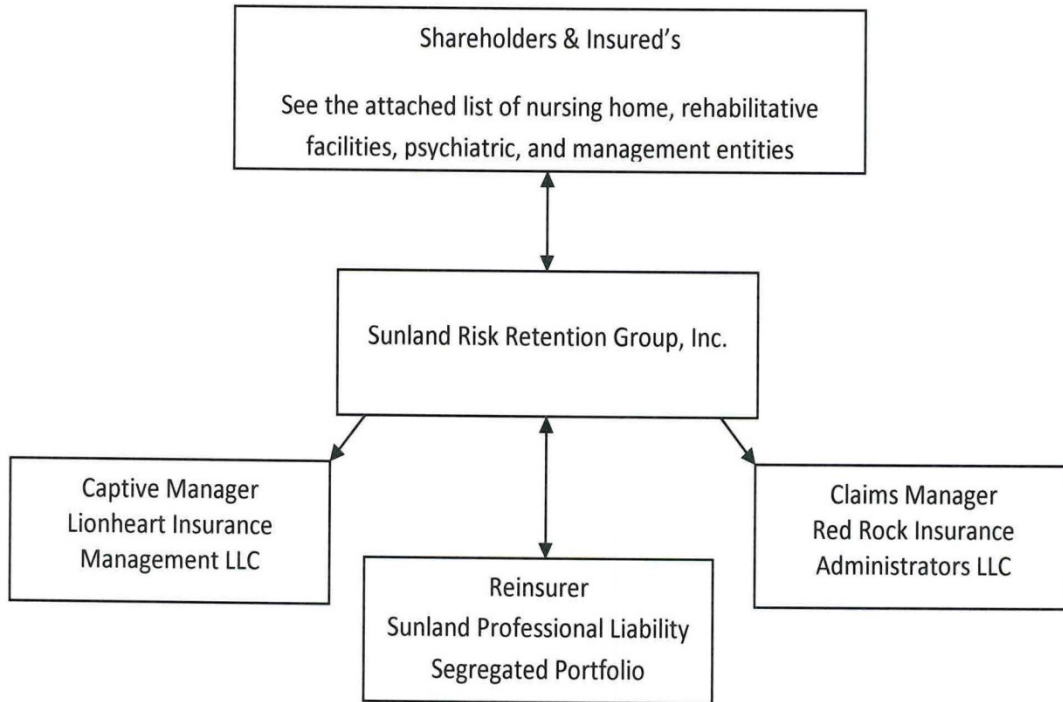 Shareholders & Insured's
See the attached list of nursing home, rehabilitative
facilities, psychiatric, and management entities
Sunland Risk Retention Group, Inc.
Captive Manager
Lionheart Insurance
Management LLC
Reinsurer
Sunland Professional Liability
Segregated Portfolio
Claims Manager
Red Rock Insurance
Administrators LLC